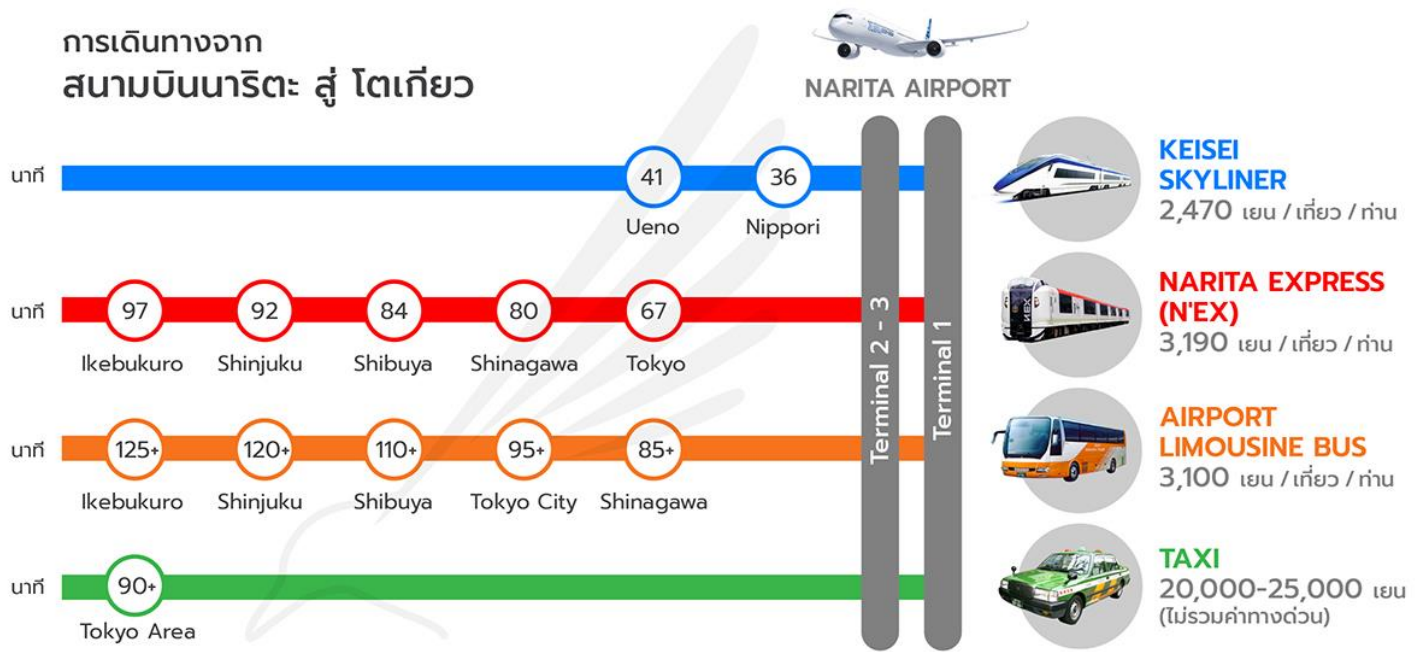 การเดินทางจาก
สนามบินนาริตะ สู่ โตเกียว
NARITA AIRPORT
Terminal 2 - 3
Terminal 1
นาที
41
36
Ueno
Nippori
KEISEI
SKYLINER
2,470 เยน / เที่ยว / ท่าน
นาที
97
92
84
80
67
Ikebukuro
Shinjuku
Shibuya
Shinagawa
Tokyo
NARITA EXPRESS
(N'EX)
3,190 เยน / เที่ยว / ท่าน
นาที
125+
120+
110+
95+
85+
Ikebukuro
Shinjuku
Shibuya
Tokyo City
Shinagawa
AIRPORT
LIMOUSINE BUS
3,100 เยน / เที่ยว / ท่าน
นาที
90+
Tokyo Area
TAXI
20,000-25,000 เยน
(ไม่รวมค่าทางด่วน)
NEX